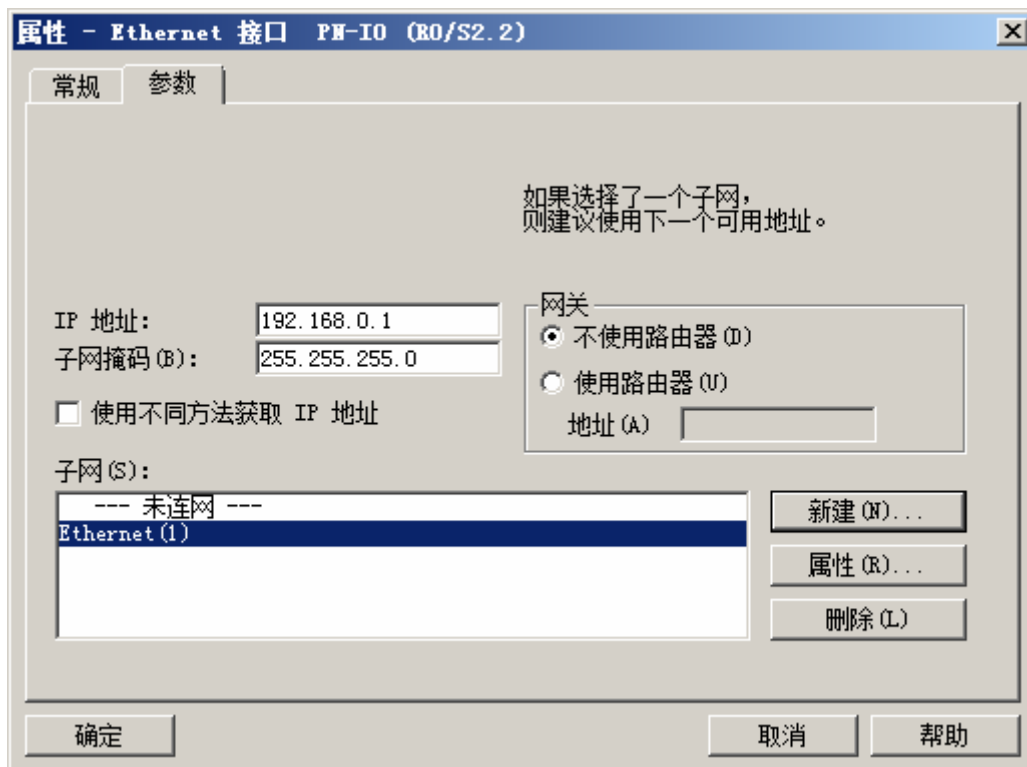 属性 - Ethernet 接口 PN-IO (R0/S2.2)
常规
参数
如果选择了一个子网，
则建议使用下一个可用地址。
IP 地址:
192.168.0.1
子网掩码(B):
255.255.255.0
使用不同方法获取 IP 地址
网关
不使用路由器(D)
使用路由器(U)
地址(A)
子网(S):
--- 未连网 ---
Ethernet(1)
新建(N)...
属性(R)...
删除(L)
确定
取消
帮助